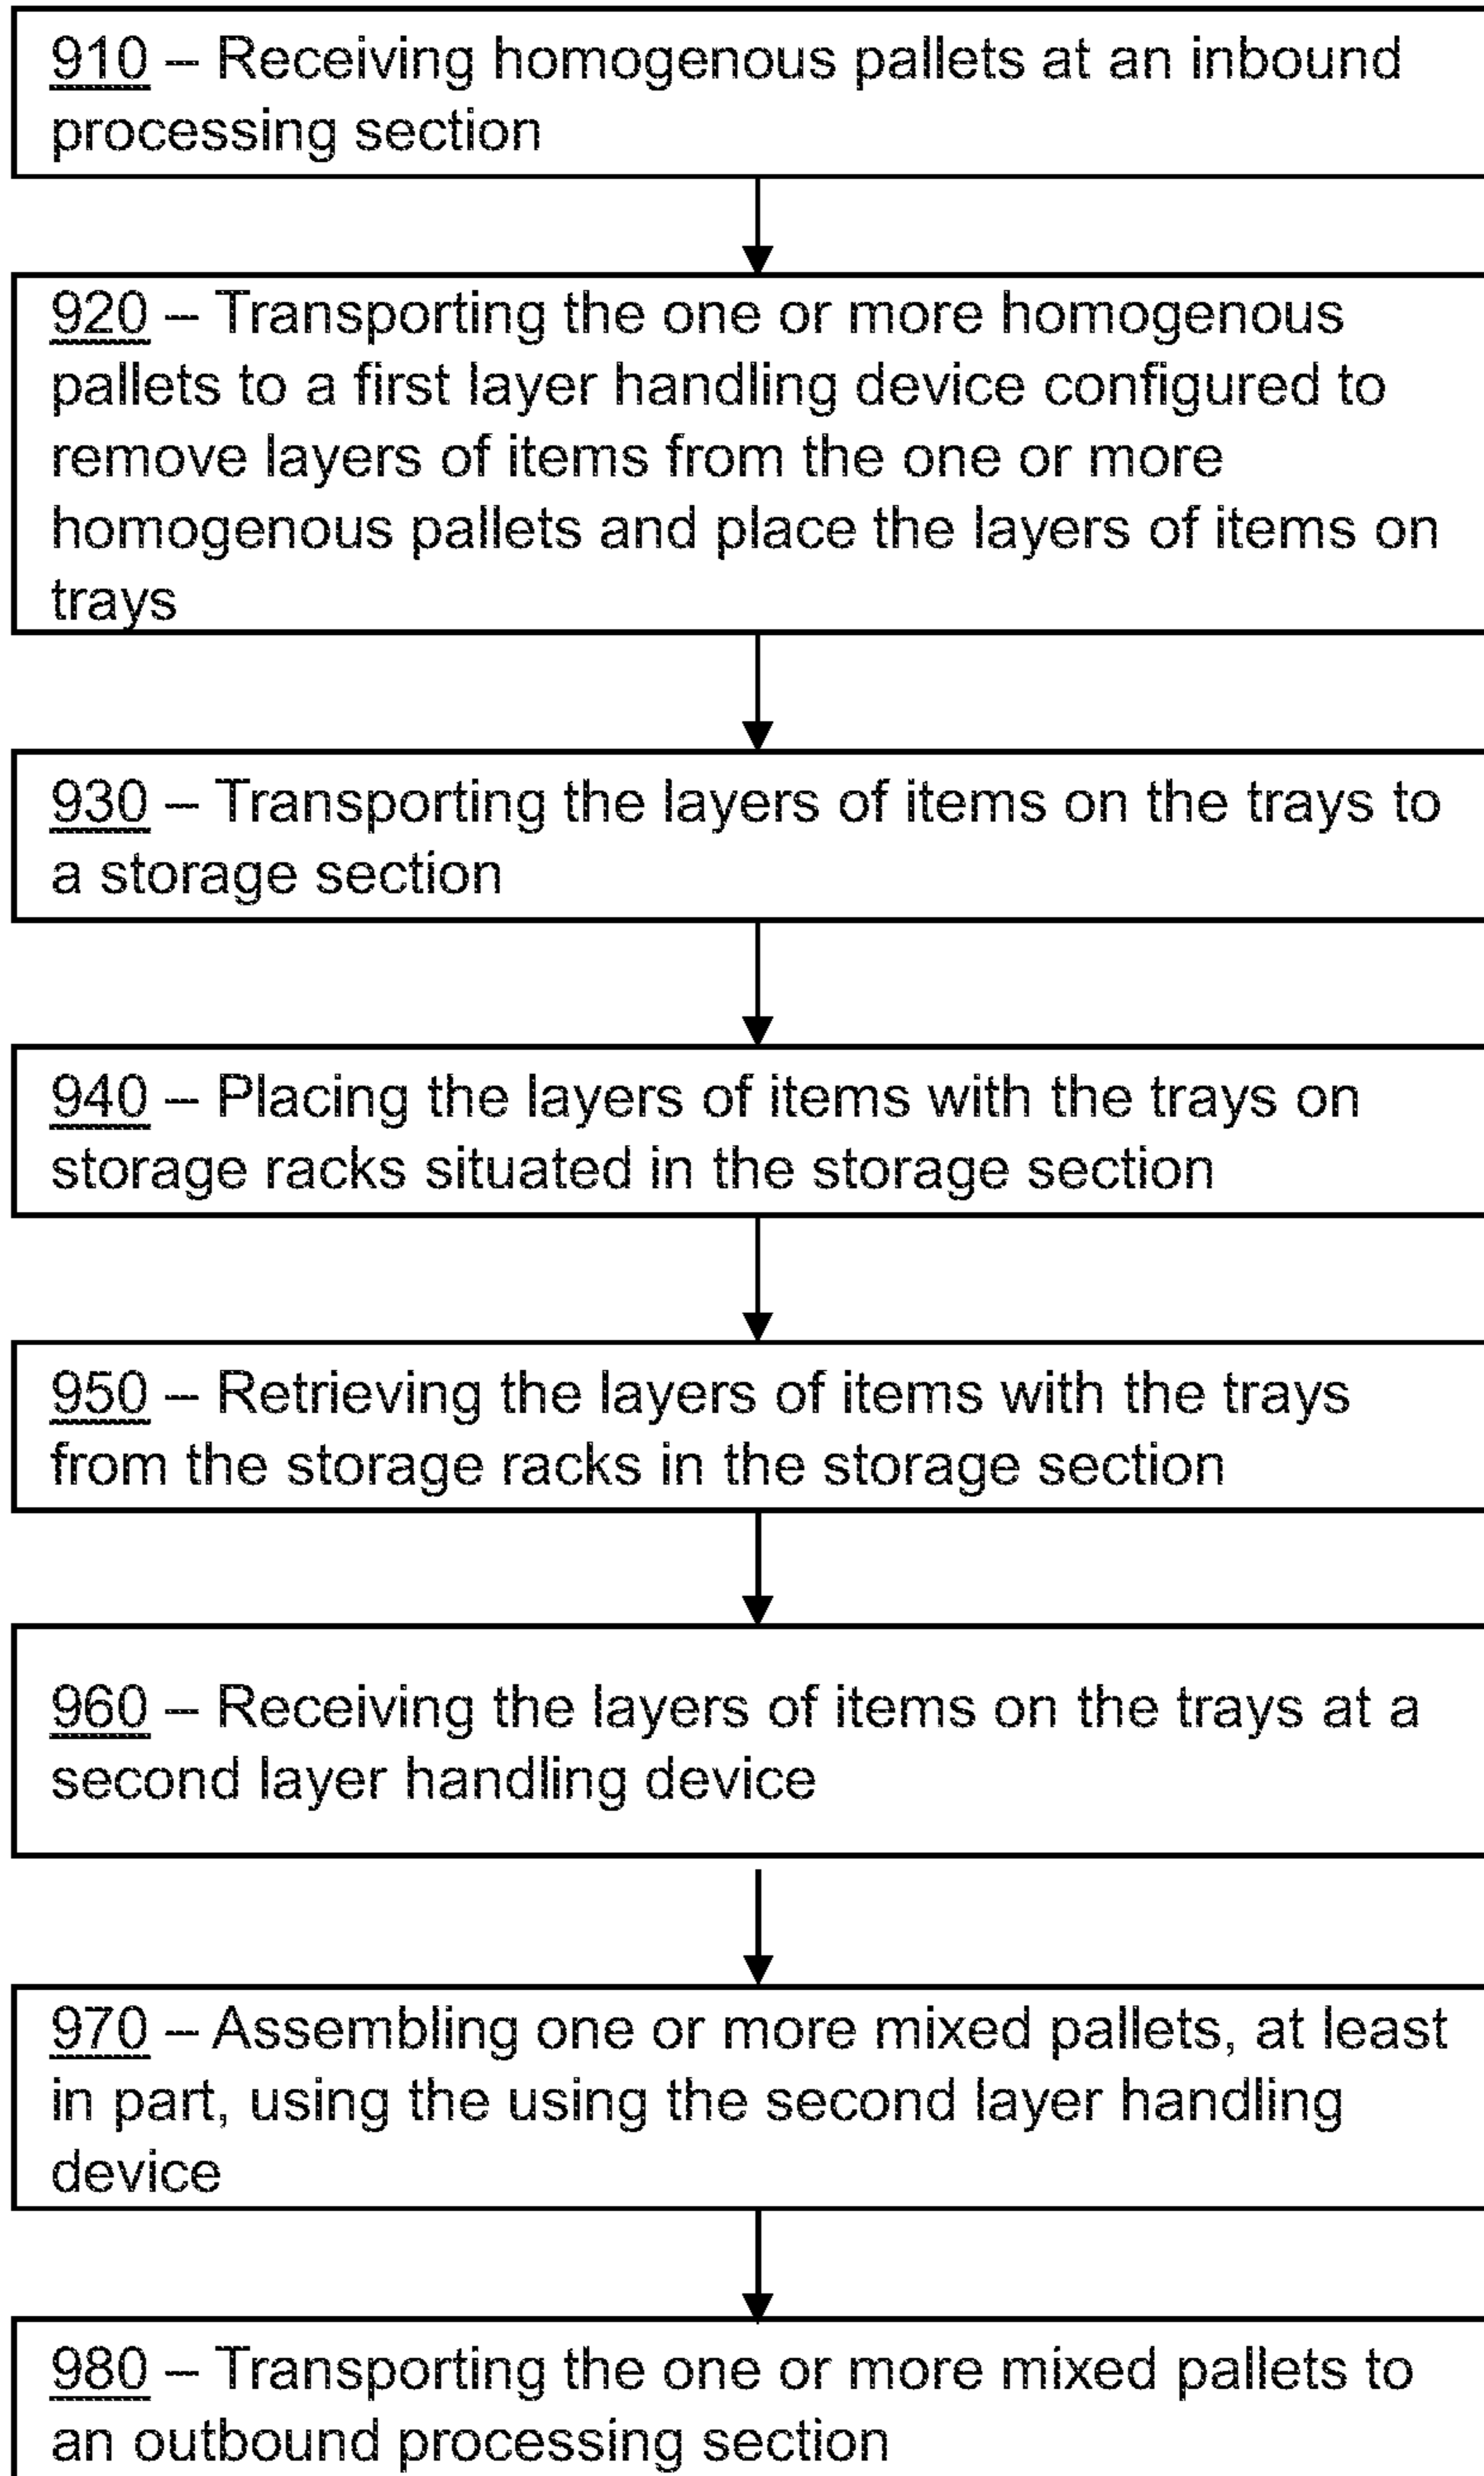 910 – Receiving homogenous pallets at an inbound
processing section
920 – Transporting the one or more homogenous
pallets to a first layer handling device configured to
remove layers of items from the one or more
homogenous pallets and place the layers of items on
trays
930 – Transporting the layers of items on the trays to
a storage section
940 – Placing the layers of items with the trays on
storage racks situated in the storage section
950 – Retrieving the layers of items with the trays
from the storage racks in the storage section
960 – Receiving the layers of items on the trays at a
second layer handling device
970 – Assembling one or more mixed pallets, at least
in part, using the using the second layer handling
device
980 – Transporting the one or more mixed pallets to
an outbound processing section